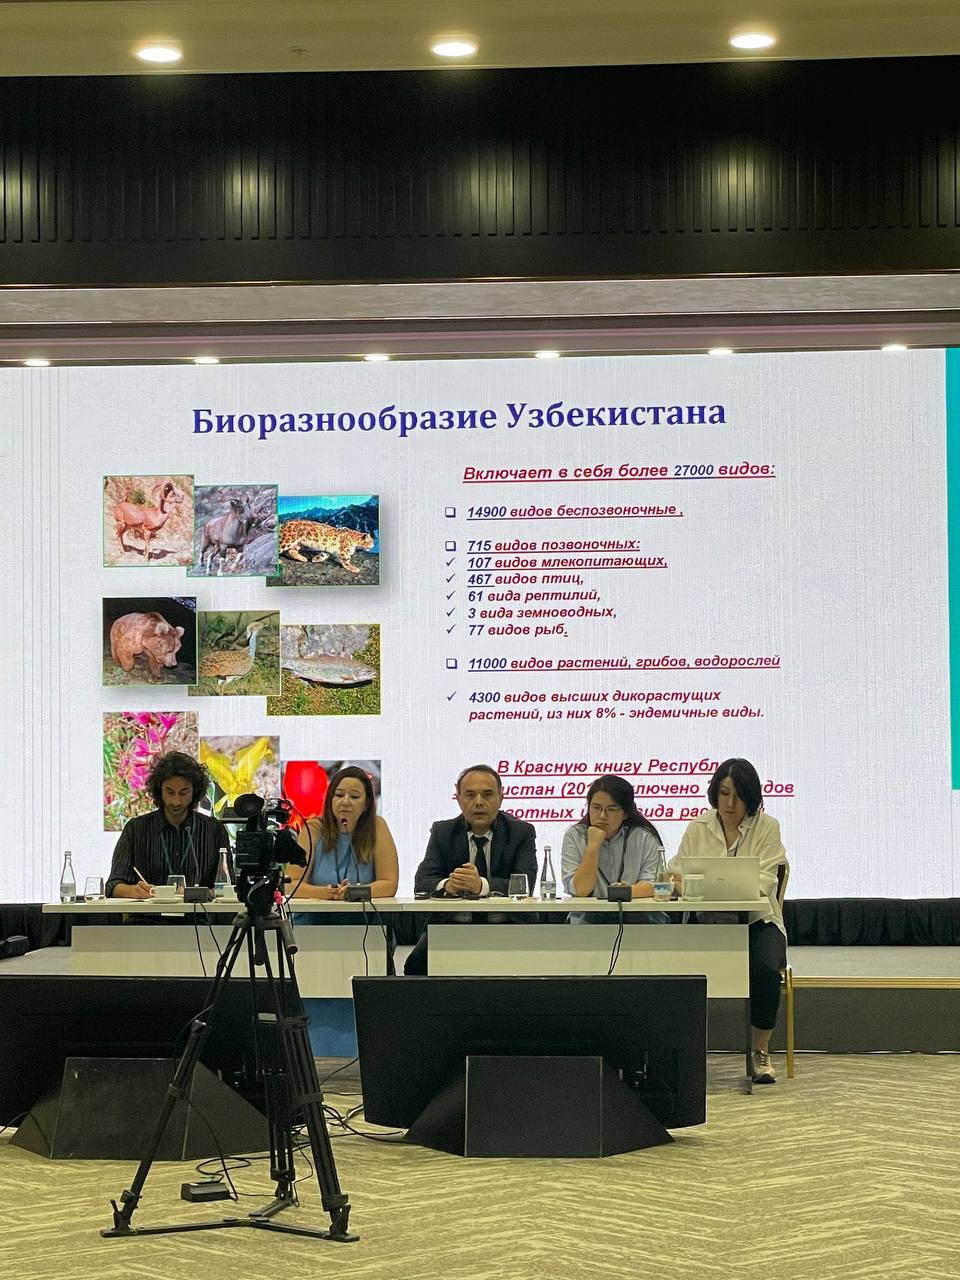 Биоразнообразие Узбекистана
Включает в себя более 27000 видов:
14900 видов беспозвоночные ,
715 видов позвоночных:
107 видов млекопитающих,
467 видов птиц,
61 вида рептилий,
3 вида земноводных,
77 видов рыб.
11000 видов растений, грибов, водорослей
4300 видов высших дикорастущих
растений, из них 8% - эндемичные виды.
В Красную книгу